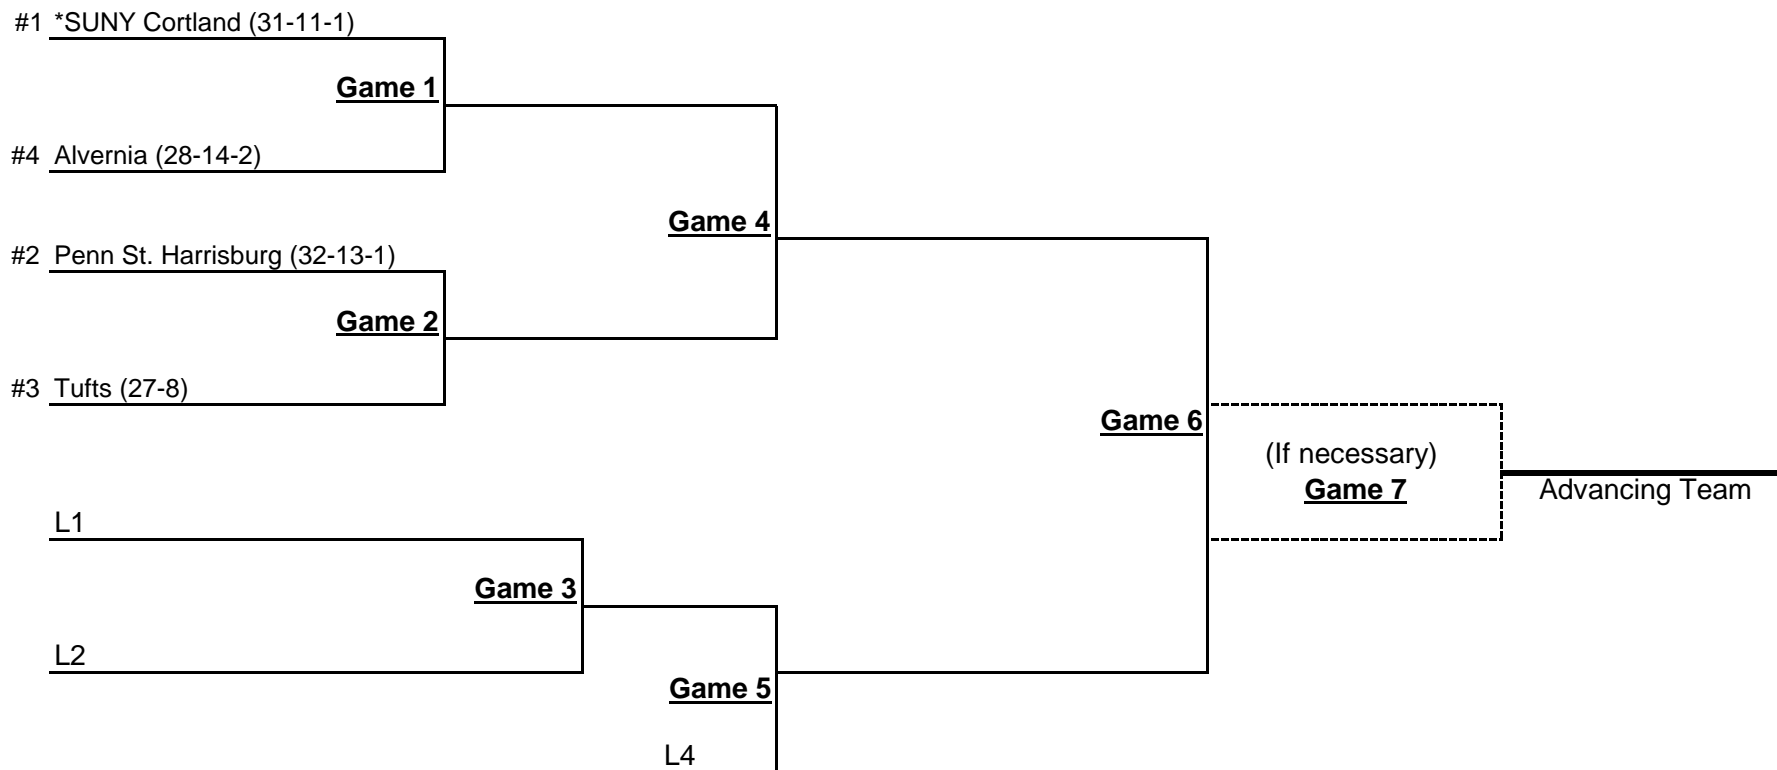 #1 *SUNY Cortland (31-11-1)
Game 1
#4 Alvernia (28-14-2)
Game 4
#2 Penn St. Harrisburg (32-13-1)
Game 2
#3 Tufts (27-8)
Game 6
(If necessary)
Game 7
Advancing Team
L1
Game 3
L2
Game 5
L4